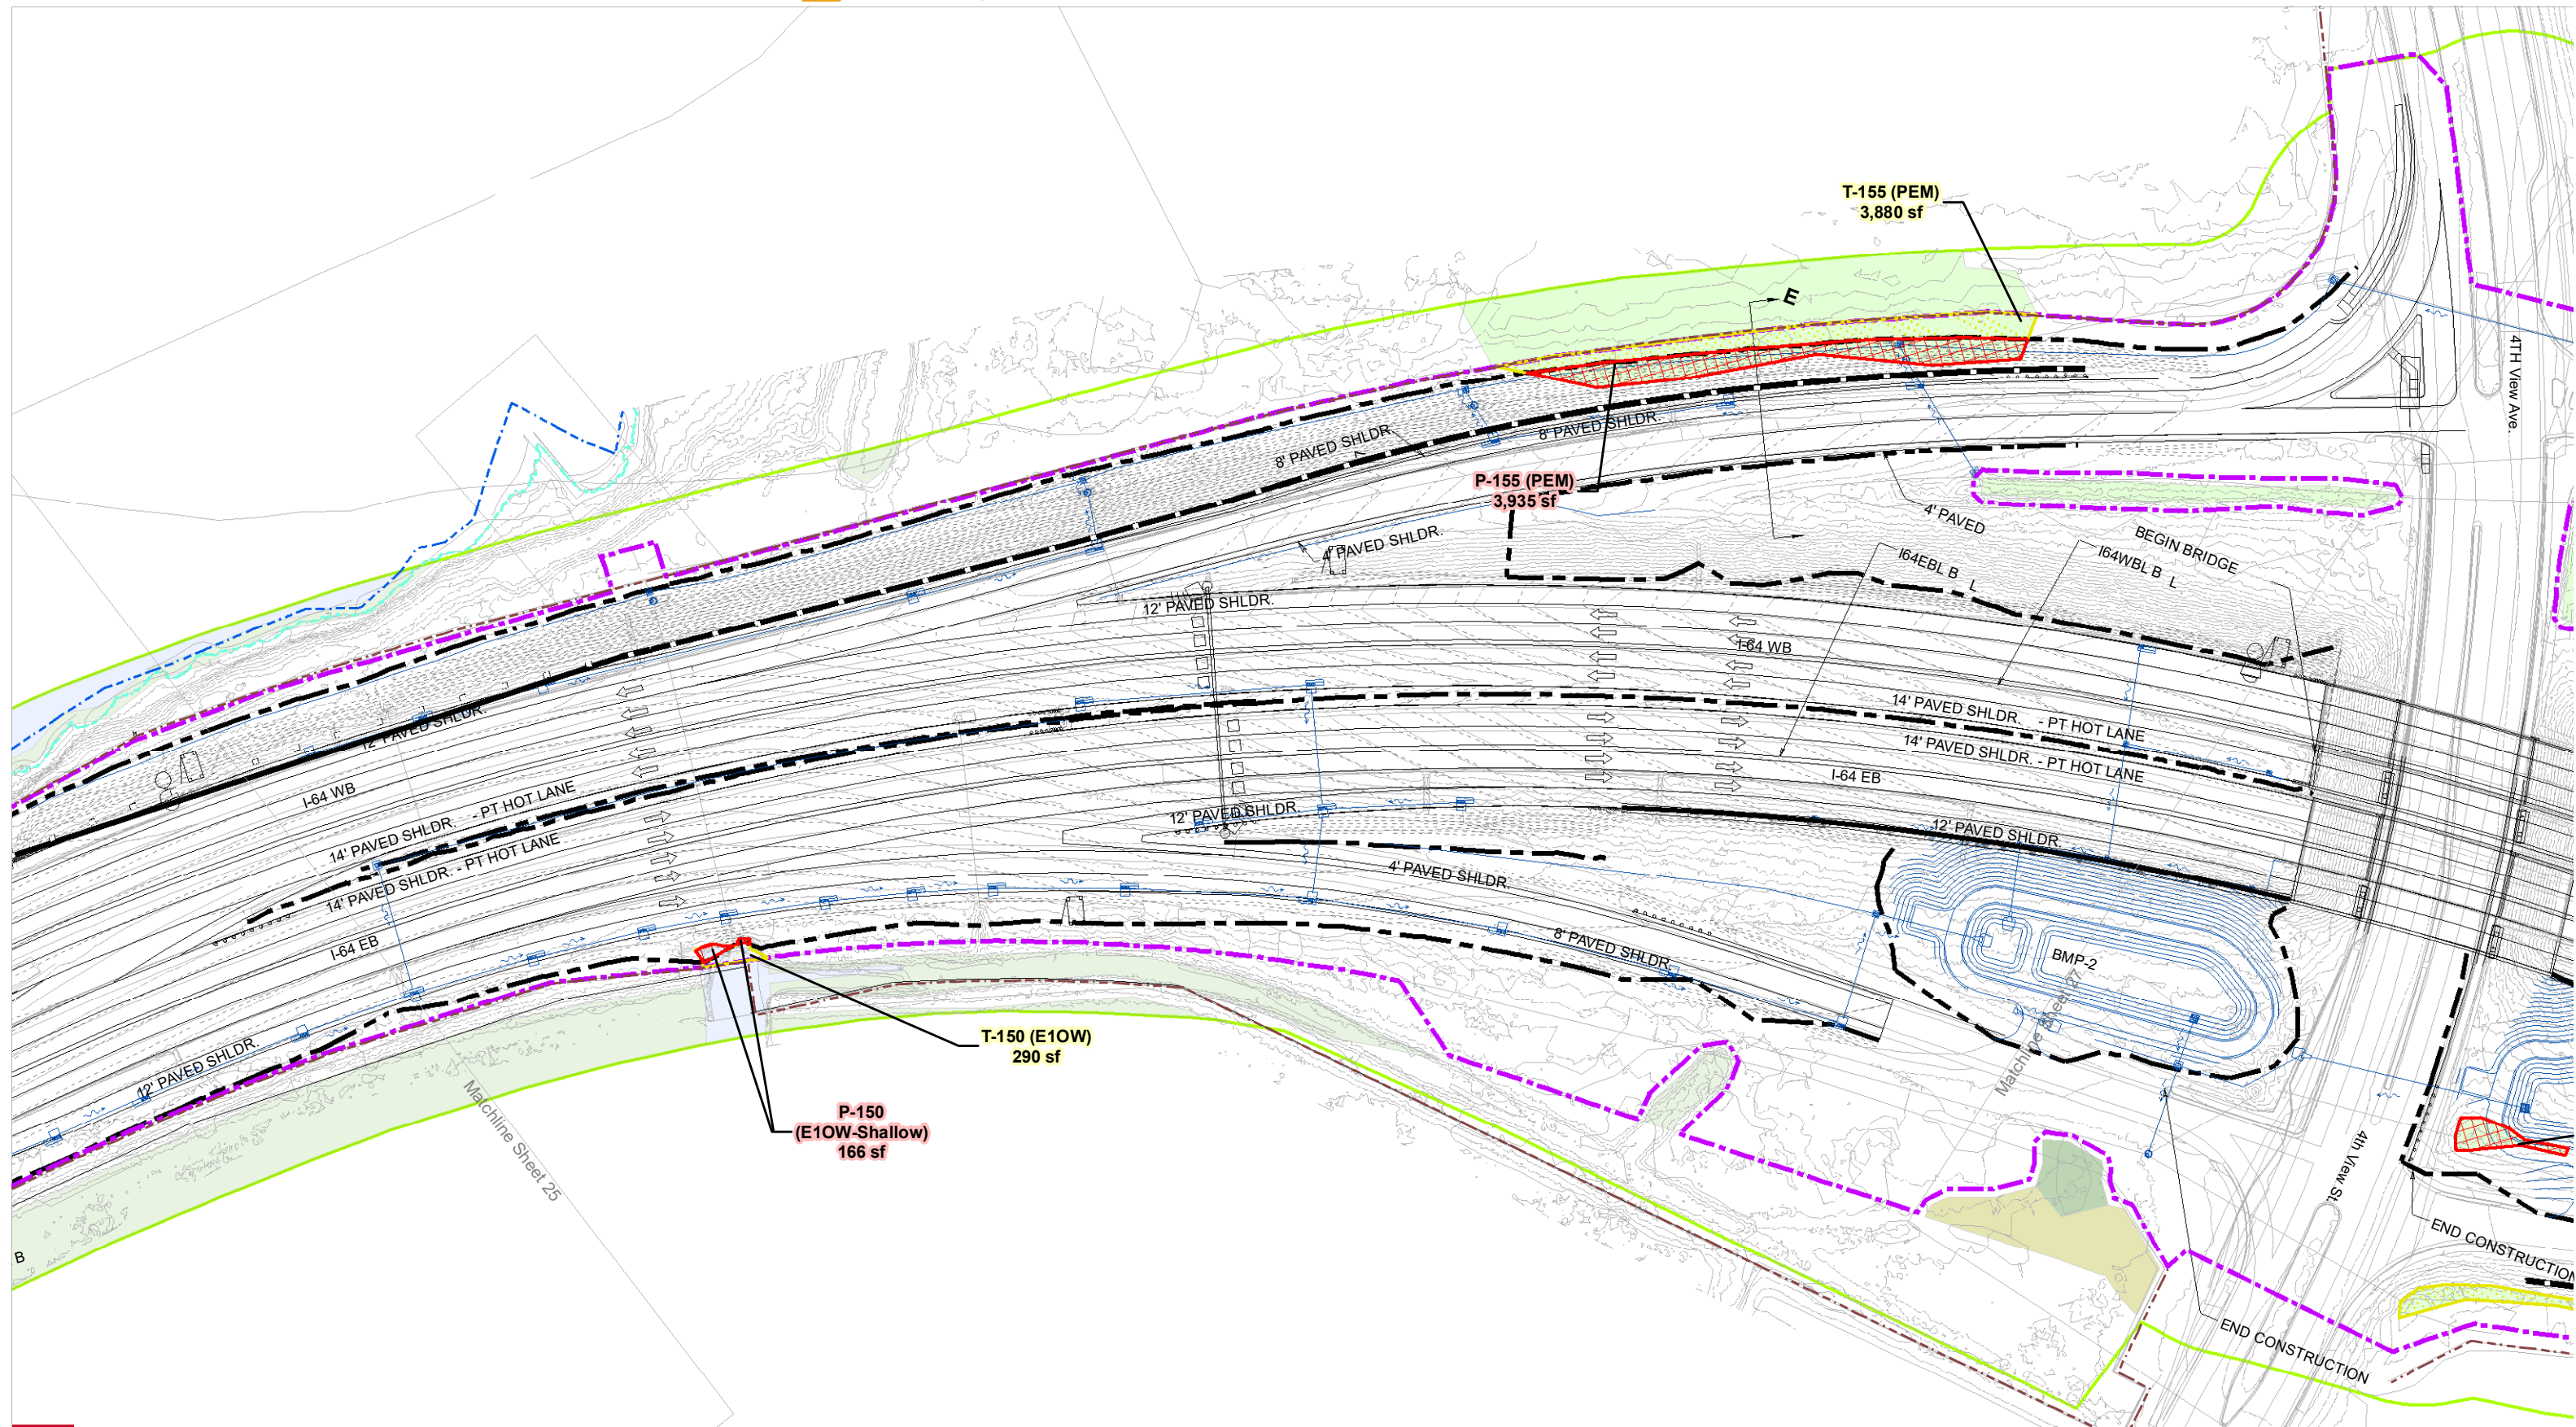 T-155 (PEM)
3,880 sf
E
4TH View Ave.
8' PAVED SHLDR.
8' PAVED SHLDR.
P-155 (PEM)
3,935 sf
4' PAVED
4' PAVED SHLDR.
BEGIN BRIDGE
I64EBL B L
I64WBL B L
12' PAVED SHLDR.
I-64 WB
14' PAVED SHLDR. - PT HOT LANE
14' PAVED SHLDR. - PT HOT LANE
I-64 EB
12' PAVED SHLDR.
I-64 WB
14' PAVED SHLDR. - PT HOT LANE
14' PAVED SHLDR. - PT HOT LANE
I-64 EB
12' PAVED SHLDR.
12' PAVED SHLDR.
4' PAVED SHLDR.
8' PAVED SHLDR.
BMP-2
Matchline Sheet 27
T-150 (E1OW)
290 sf
12' PAVED SHLDR.
Matchline Sheet 25
P-150
(E1OW-Shallow)
166 sf
4th View St.
B
END CONSTRUCTION
END CONSTRUCTION